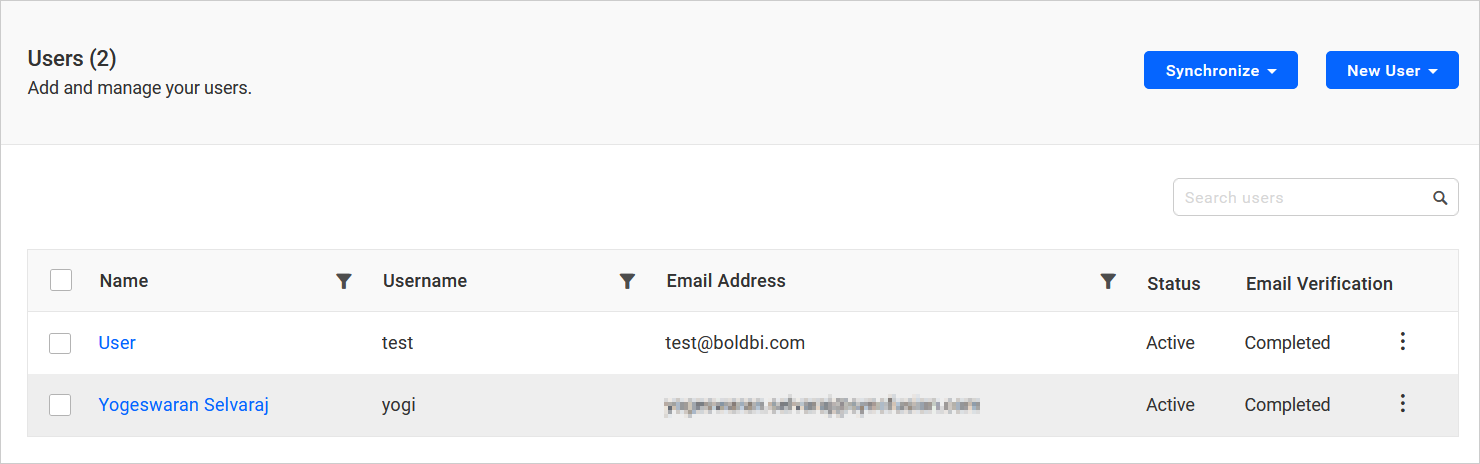 Users (2)
Add and manage your users.
Synchronize
New User
Search users
Name Username Email Address Status Email Verification
User test test@boldbi.com Active Completed
Yogeswaran Selvaraj yogi Active Completed